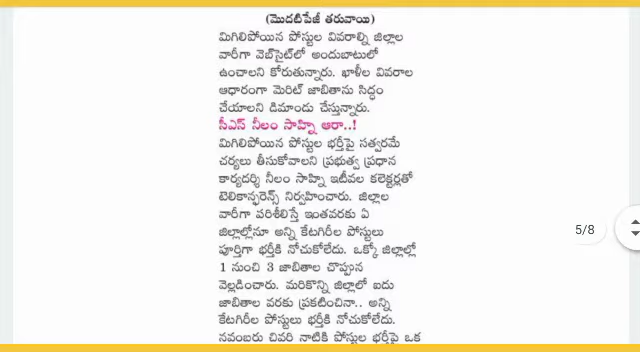 (మొదటిపేజీ తరువాయి)
మిగిలిపోయిన పోస్టుల వివరాల్ని జిల్లాల
వారీగా వెబ్‌సైట్‌లో అందుబాటులో
ఉంచాలని కోరుతున్నారు. ఖాళీల వివరాల
ఆధారంగా మెరిట్ జాబితాను సిద్ధం
చేయాలని డిమాండు చేస్తున్నారు.
సీఎస్ నీలం సాహ్ని ఆరా..!
మిగిలిపోయిన పోస్టుల భర్తీపై సత్వరమే
చర్యలు తీసుకోవాలని ప్రభుత్వ ప్రధాన
కార్యదర్శి నీలం సాహ్ని ఇటీవల కలెక్టర్లతో
టెలికాన్ఫరెన్స్ నిర్వహించారు. జిల్లాల
వారీగా పరిశీలిస్తే ఇంతవరకు ఏ
జిల్లాల్లోనూ అన్ని కేటగిరీల పోస్టులు
పూర్తిగా భర్తీకి నోచుకోలేదు. ఒక్కో జిల్లాల్లో
1 నుంచి 3 జాబితాల చొప్పున
వెల్లడించారు. మరికొన్ని జిల్లాలో ఐదు
జాబితాల వరకు ప్రకటించినా.. అన్ని
కేటగిరీల పోస్టులు భర్తీకి నోచుకోలేదు.
నవంబరు చివరి నాటికి పోస్టుల భర్తీపై ఒక
5/8